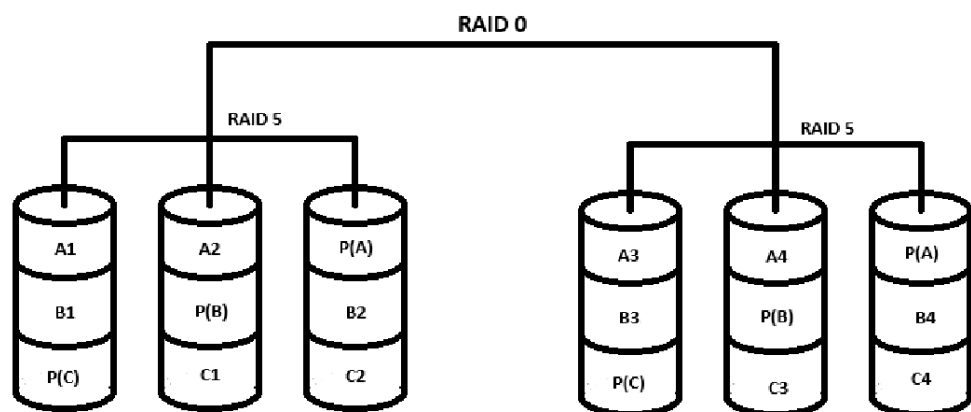 RAID 0
RAID 5
RAID 5
A1 A2 P(A) A3 A4 P(A)
B1 P(B) B2 B3 P(B) B4
P(C) C1 C2 P(C) C3 C4